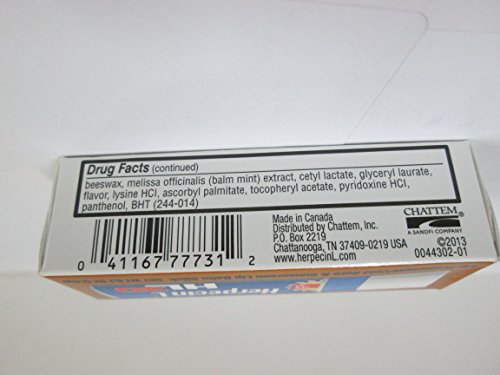 Drug Facts (continued)
beeswax, melissa officinalis (balm mint) extract, cetyl lactate, glyceryl laurate,
flavor, lysine HCl, ascorbyl palmitate, tocopheryl acetate, pyridoxine HCl,
panthenol, BHT (244-014)
0 41167 77731 2
Made in Canada
Distributed by Chattem, Inc.
P.O. Box 2219
Chattanooga, TN 37409-0219 USA
www.herpecinL.com
CHATTEM
A SANOFI COMPANY
©2013
0044302-01
Herpecin L